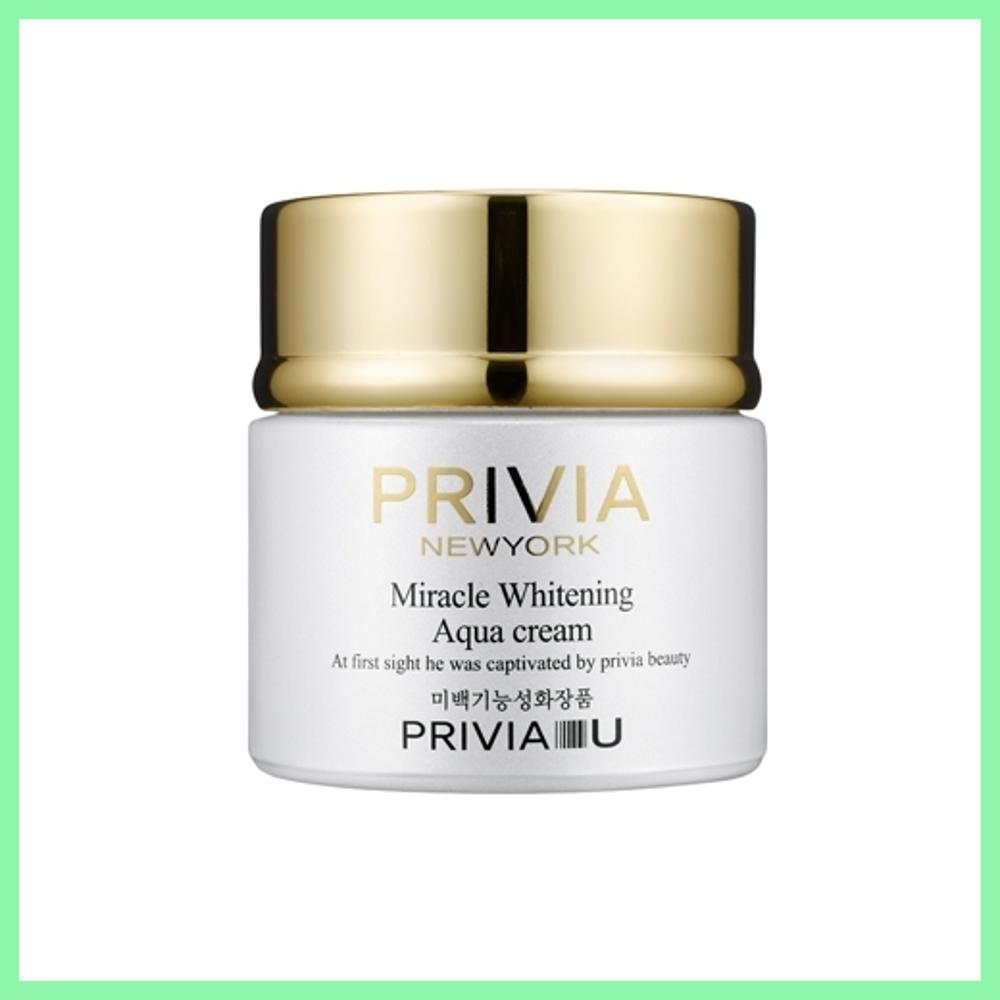 PRIVIA
NEWYORK
Miracle Whitening
Aqua cream
At first sight he was captivated by privia beauty
미백기능성화장품
PRIVIA U